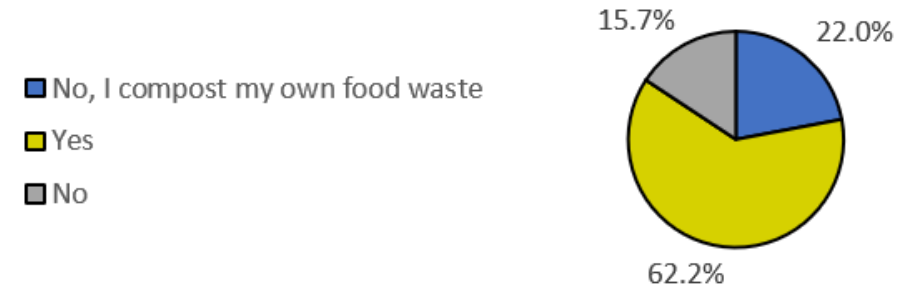 15.7%
22.0%
No, I compost my own food waste
Yes
No
62.2%